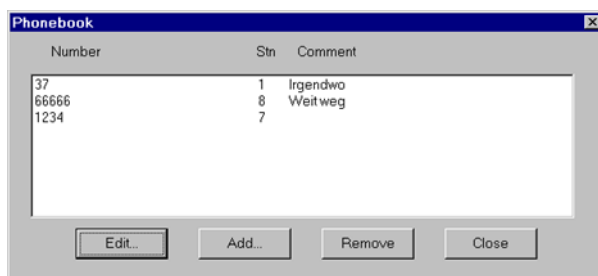 Phonebook
Number Stn Comment
37 1 Irgendwo
66666 8 Weitweg
1234 7
Edit... Add... Remove Close